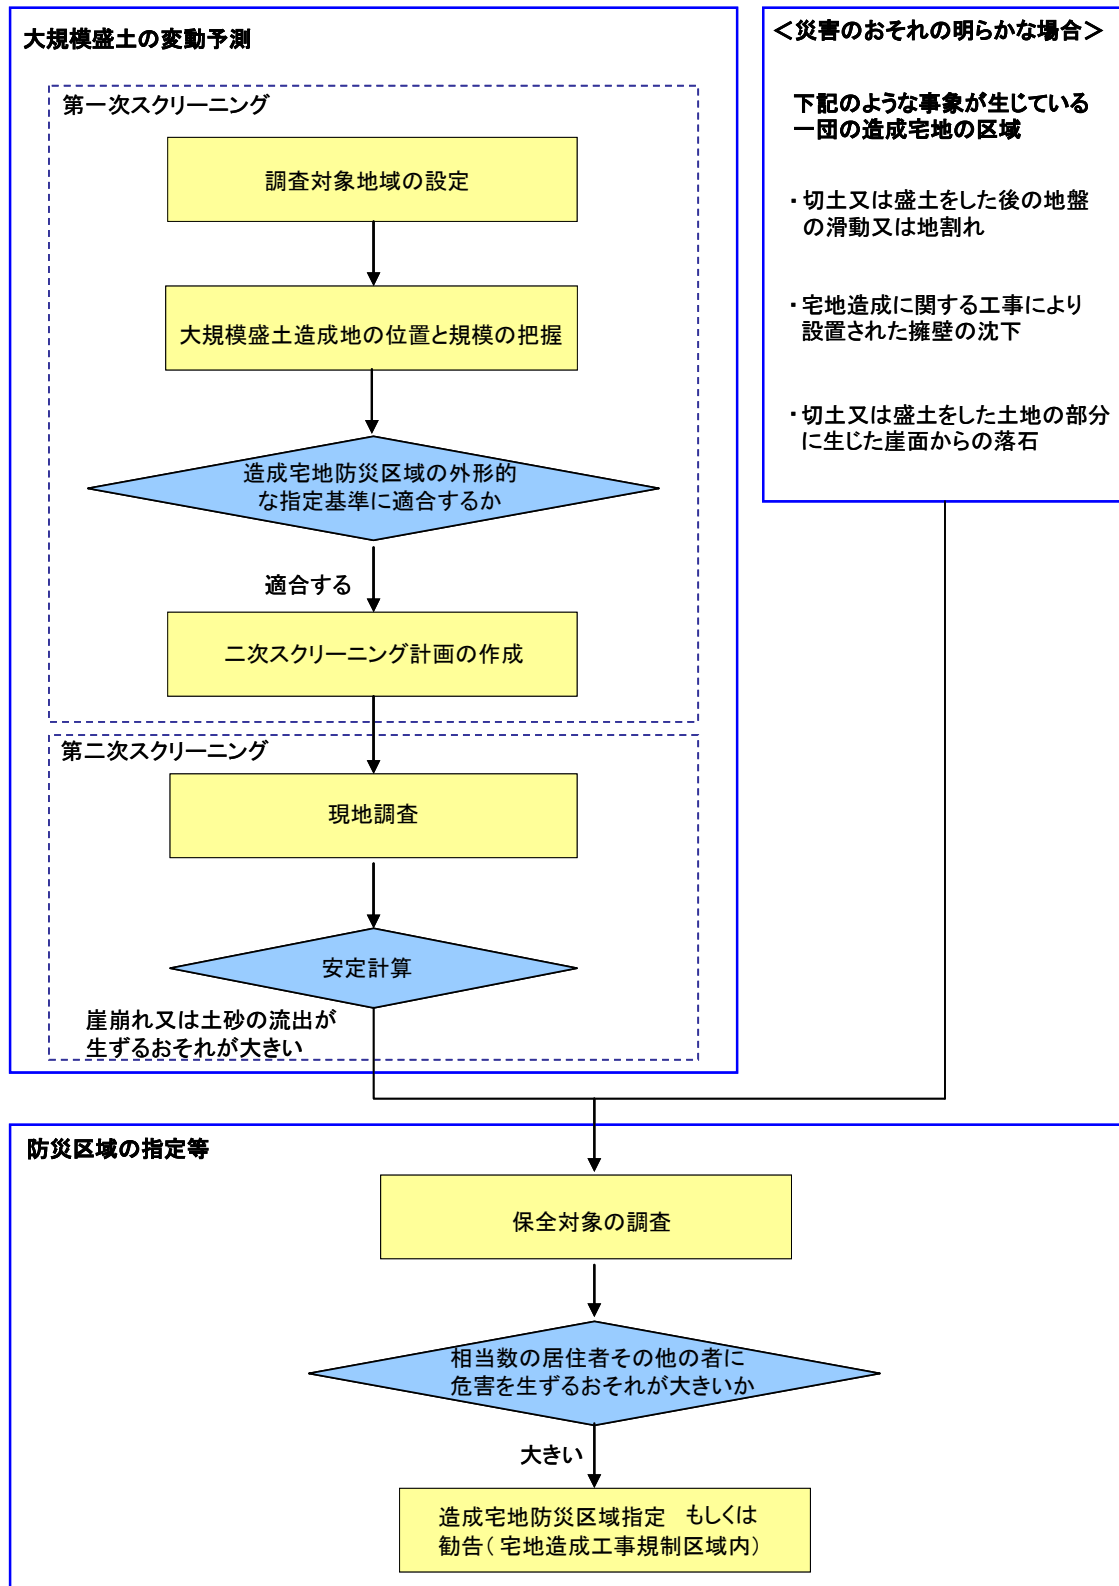 大規模盛土の変動予測
第一次スクリーニング
調査対象地域の設定
大規模盛土造成地の位置と規模の把握
造成宅地防災区域の外形的
な指定基準に適合するか
適合する
二次スクリーニング計画の作成
第二次スクリーニング
現地調査
安定計算
崖崩れ又は土砂の流出が
生ずるおそれが大きい
＜災害のおそれの明らかな場合＞
下記のような事象が生じている
一団の造成宅地の区域
・切土又は盛土をした後の地盤
の滑動又は地割れ
・宅地造成に関する工事により
設置された擁壁の沈下
・切土又は盛土をした土地の部分
に生じた崖面からの落石
防災区域の指定等
保全対象の調査
相当数の居住者その他の者に
危害を生ずるおそれが大きいか
大きい
造成宅地防災区域指定　もしくは
勧告（宅地造成工事規制区域内）